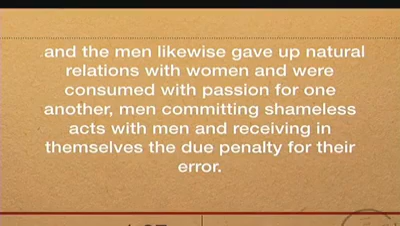 .and the men likewise gave up natural
relations with women and were
consumed with passion for one
another, men committing shameless
acts with men and receiving in
themselves the due penalty for their
error.